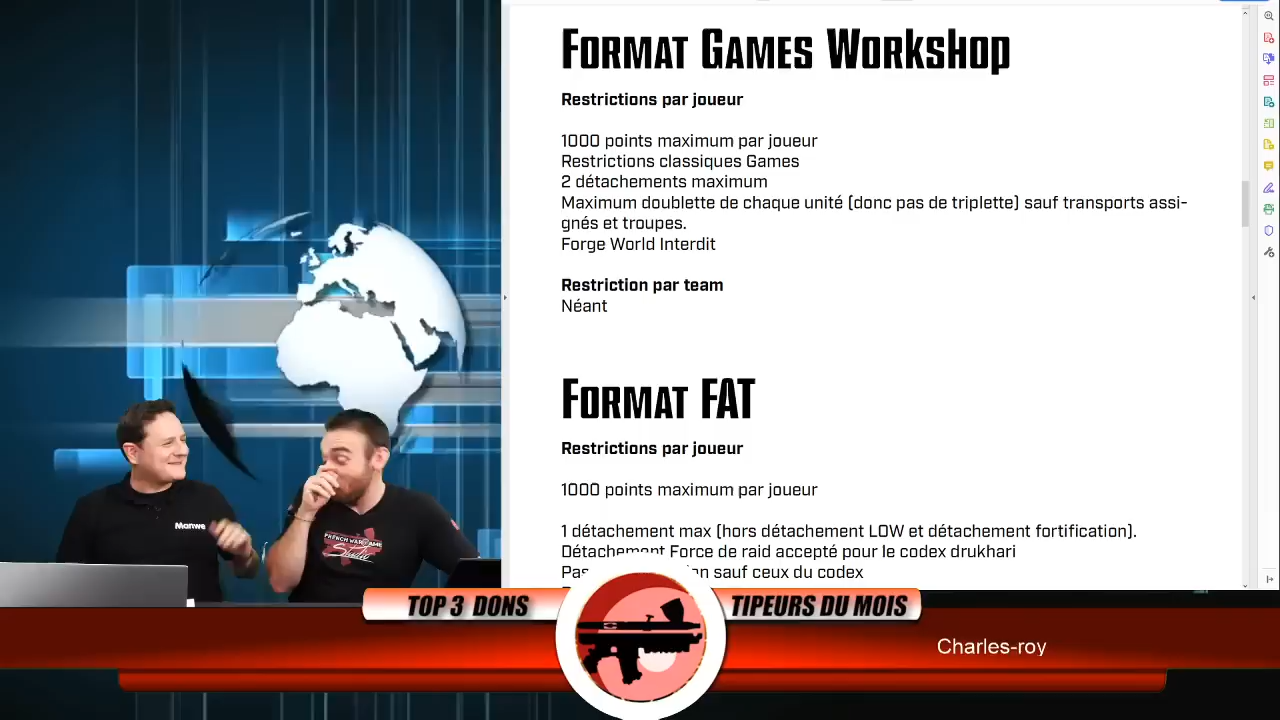 FORMAT GAMES WORKSHOP
Restrictions par joueur
1000 points maximum par joueur
Restrictions classiques Games
2 détachements maximum
Maximum doublette de chaque unité (donc pas de triplette) sauf transports assi-
gnés et troupes.
Forge World Interdit
Restriction par team
Néant
FORMAT FAT
Restrictions par joueur
1000 points maximum par joueur
1 détachement max (hors détachement LOW et détachement fortification).
Détachement Force de raid accepté pour le codex drukhari
sauf ceux du codex
Manwe
FRENCH WARGAME
Studio
TOP 3 DONS
TIPEURS DU MOIS
Charles-roy